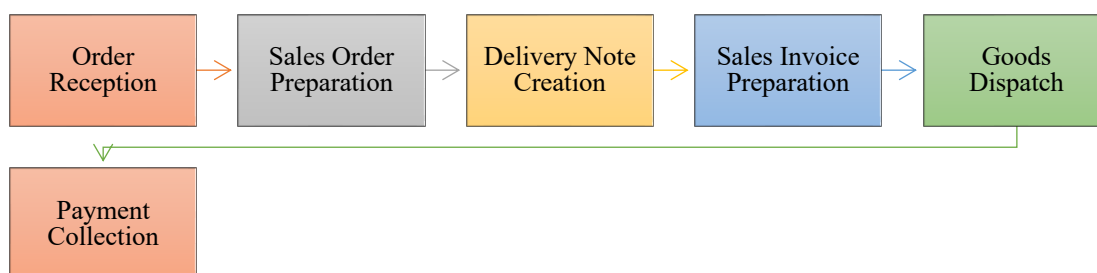 Order
Reception
Sales Order
Preparation
Delivery Note
Creation
Sales Invoice
Preparation
Goods
Dispatch
Payment
Collection